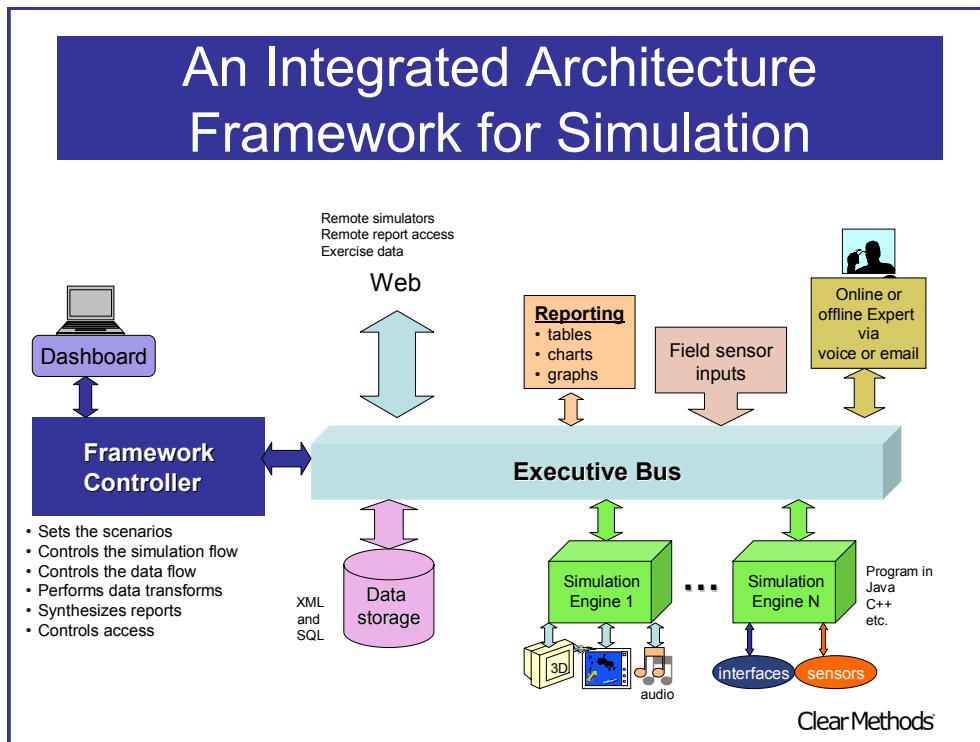 An Integrated Architecture
Framework for Simulation
Remote simulators
Remote report access
Exercise data
Web
Dashboard
Reporting
• tables
• charts
• graphs
Field sensor
inputs
Online or
offline Expert
via
voice or email
Framework
Controller
Executive Bus
• Sets the scenarios
• Controls the simulation flow
• Controls the data flow
• Performs data transforms
• Synthesizes reports
• Controls access
XML
and
SQL
Data
storage
Simulation
Engine 1
...
Simulation
Engine N
Program in
Java
C++
etc.
3D
audio
interfaces
sensors
Clear Methods